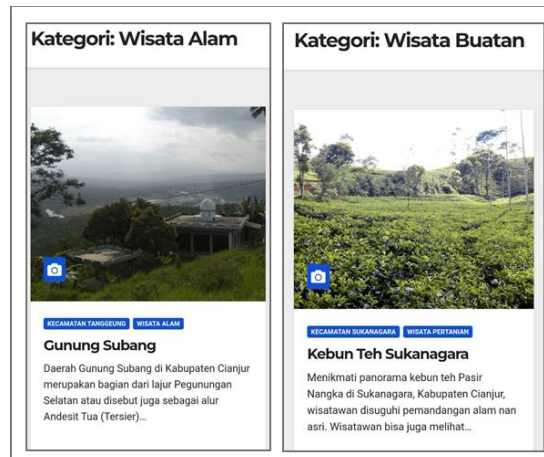 Kategori: Wisata Alam
KECAMATAN TANGGEUNG WISATA ALAM
Gunung Subang
Daerah Gunung Subang di Kabupaten Cianjur
merupakan bagian dari lajur Pegunungan
Selatan atau disebut juga sebagai alur
Andesit Tua (Tersier)...
Kategori: Wisata Buatan
KECAMATAN SUKANAGARA WISATA PERTANIAN
Kebun Teh Sukanagara
Menikmati panorama kebun teh Pasir
Nangka di Sukanagara, Kabupaten Cianjur,
wisatawan disuguhi pemandangan alam nan
asri. Wisatawan bisa juga melihat...